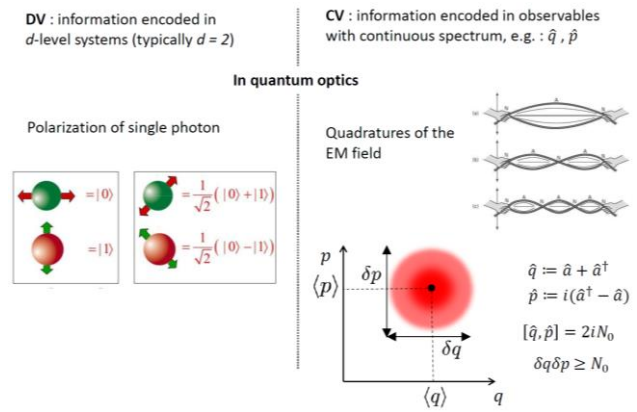 DV : information encoded in
d-level systems (typically d = 2)
CV : information encoded in observables
with continuous spectrum, e.g. : q̂ , p̂
In quantum optics
Polarization of single photon
=|0⟩
=|1⟩
=1/√2(|0⟩+|1⟩)
=1/√2(|0⟩−|1⟩)
Quadratures of the
EM field
p
⟨p⟩
δp
δq
⟨q⟩
q
q̂ ≔ â + â†
p̂ ≔ i(â† − â)
[q̂,p̂] = 2iN₀
δqδp ≥ N₀